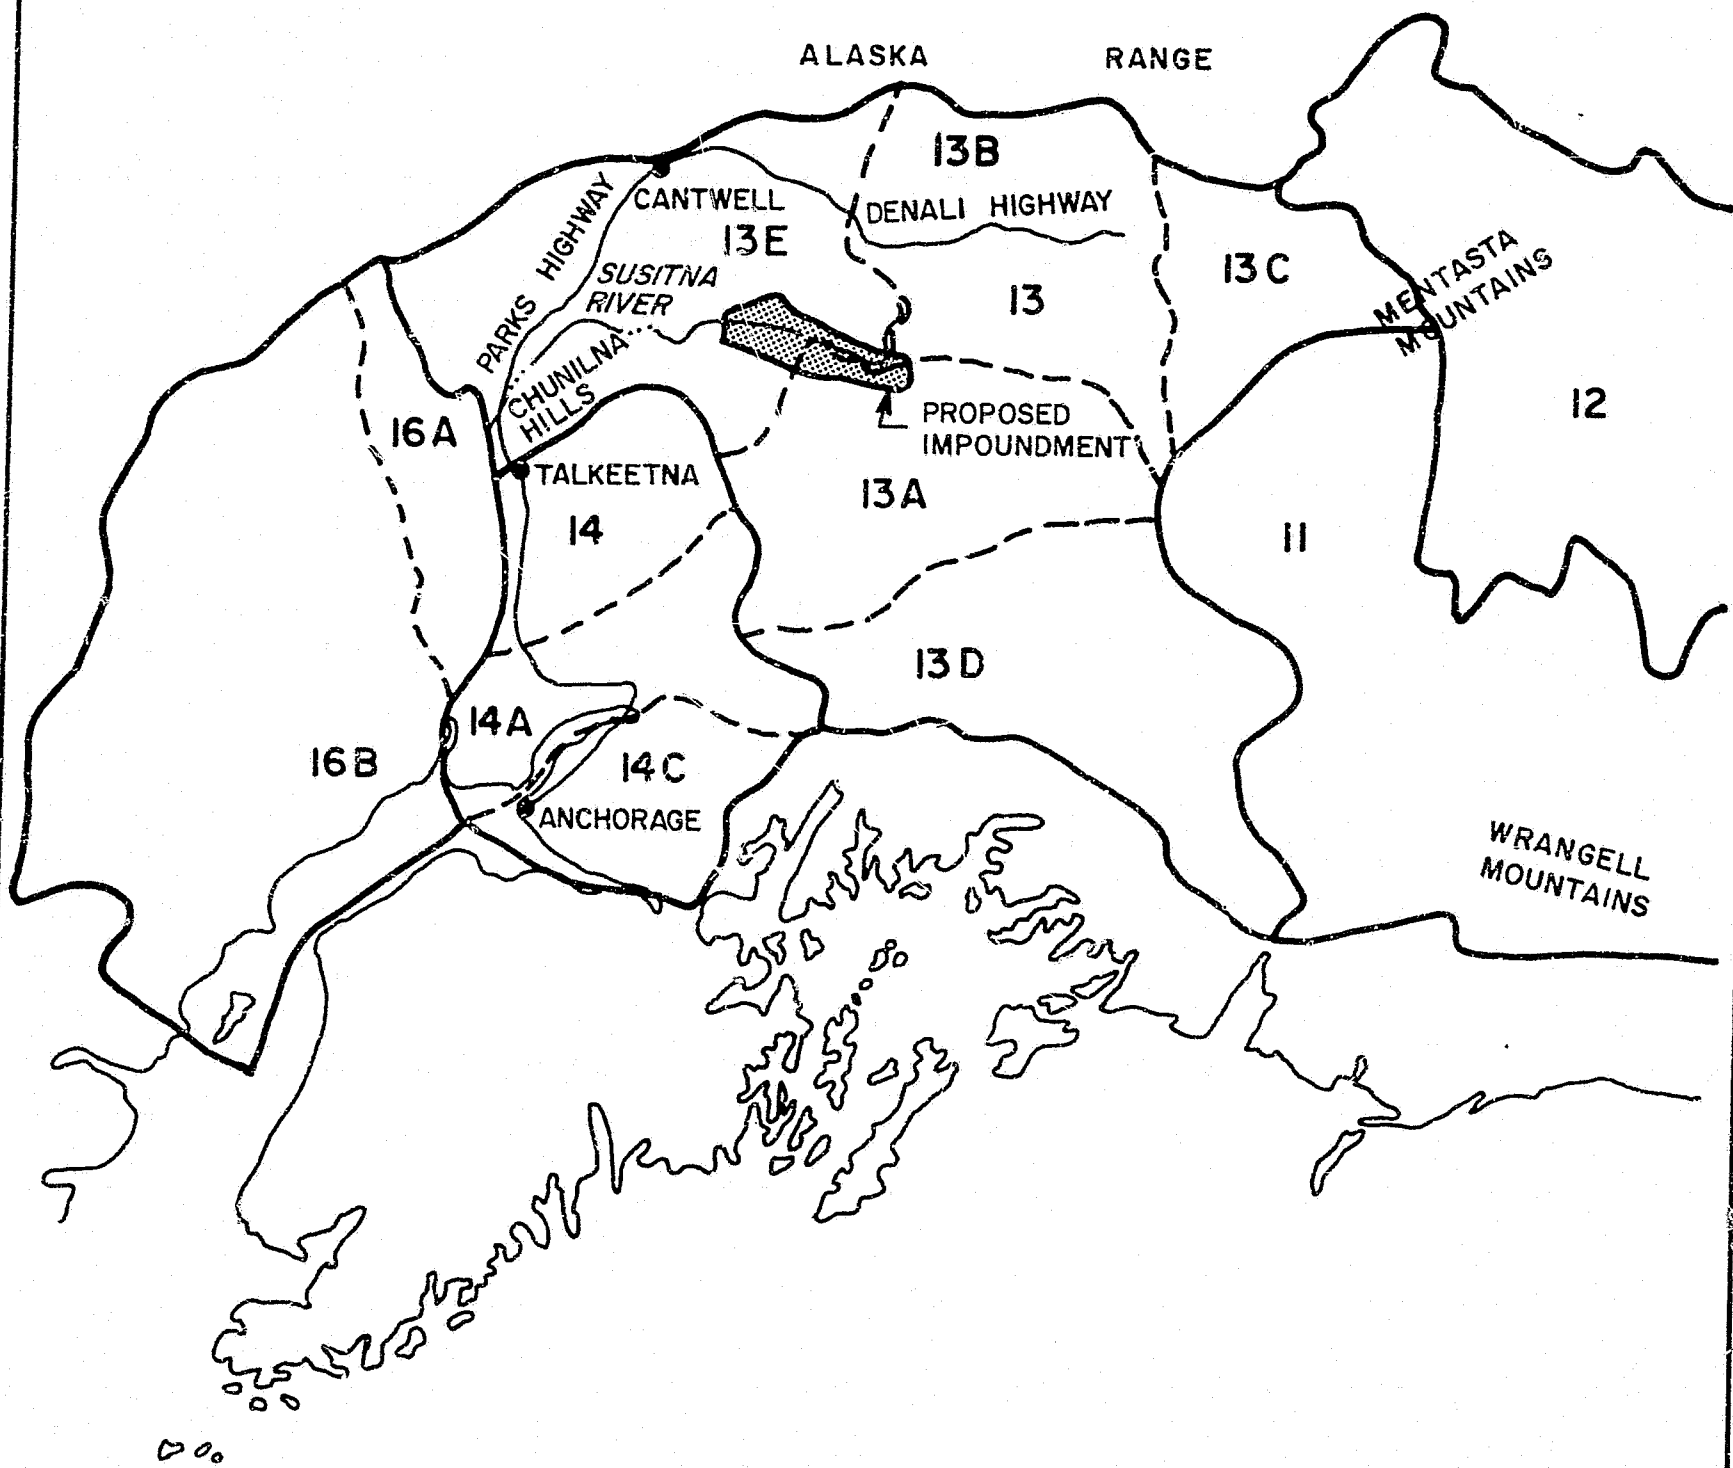 ALASKA RANGE
13B
CANTWELL
DENALI HIGHWAY
13E
PARKS HIGHWAY
SUSITNA
RIVER
13
13C
MENTASTA
MOUNTAINS
CHUNILNA
HILLS
16A
PROPOSED
IMPOUNDMENT
12
TALKEETNA
13A
14
11
13D
14A
16B
14C
ANCHORAGE
WRANGELL
MOUNTAINS